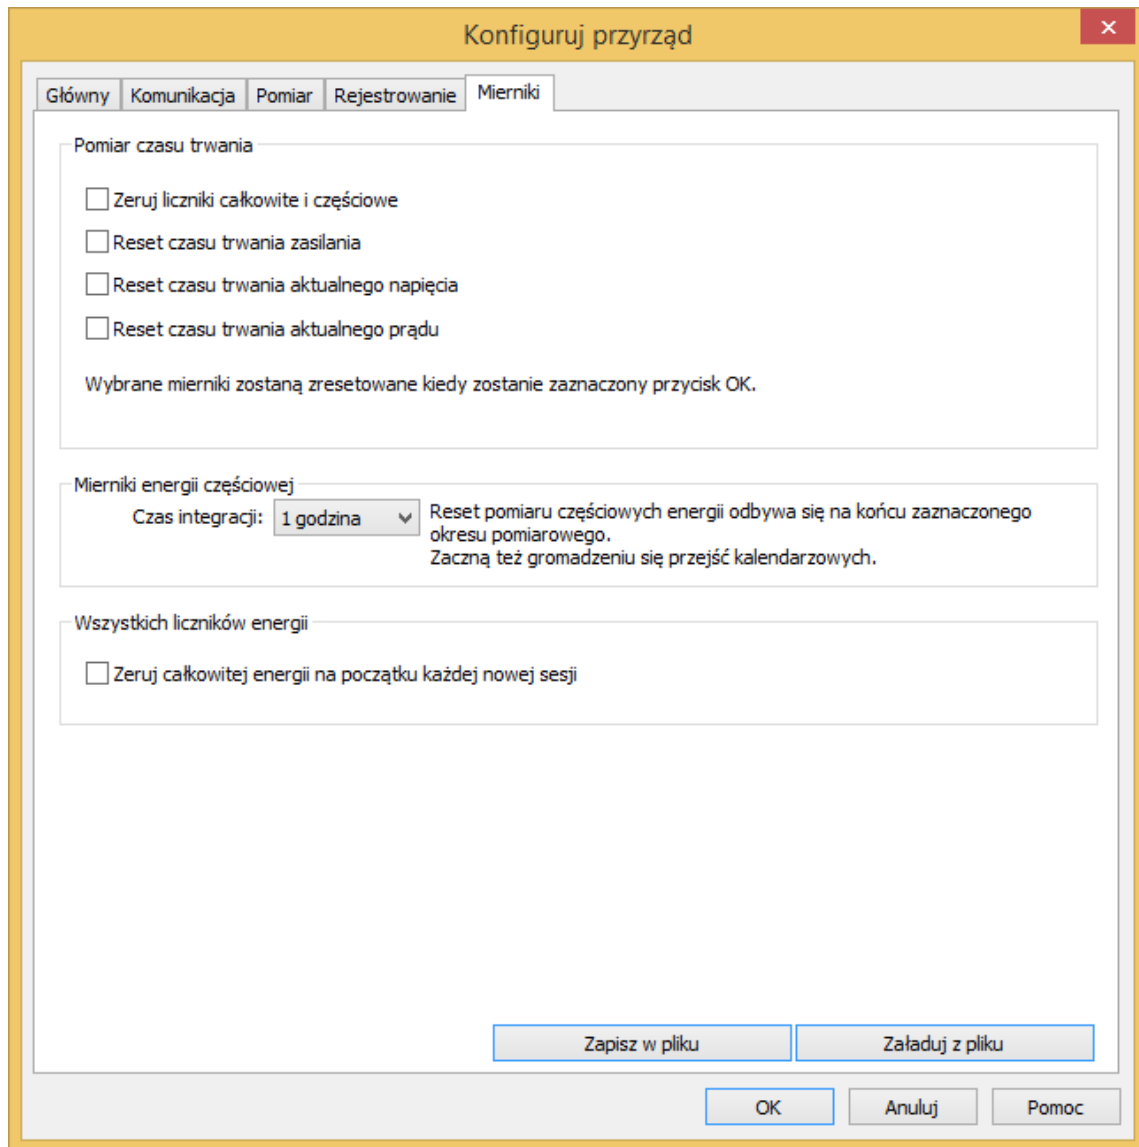 Konfiguruj przyrząd
Główny Komunikacja Pomiar Rejestrowanie Mierniki
Pomiar czasu trwania
Zeruj liczniki całkowite i częściowe
Reset czasu trwania zasilania
Reset czasu trwania aktualnego napięcia
Reset czasu trwania aktualnego prądu
Wybrane mierniki zostaną zresetowane kiedy zostanie zaznaczony przycisk OK.
Mierniki energii częściowej
Czas integracji: 1 godzina
Reset pomiaru częściowych energii odbywa się na końcu zaznaczonego
okresu pomiarowego.
Zaczną też gromadzeniu się przejść kalendarzowych.
Wszystkich liczników energii
Zeruj całkowitej energii na początku każdej nowej sesji
Zapisz w pliku Załaduj z pliku
OK Anuluj Pomoc